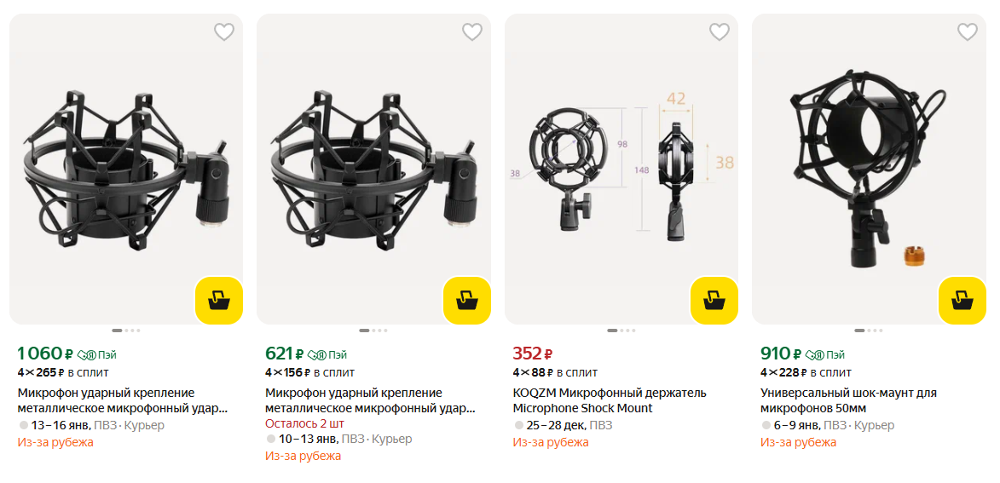 1 060 ₽ Пэй
4×265 ₽ в сплит
Микрофон ударный крепление
металлическое микрофонный удар...
13–16 янв, ПВЗ · Курьер
Из-за рубежа
621 ₽ Пэй
4×156 ₽ в сплит
Микрофон ударный крепление
металлическое микрофонный удар...
Осталось 2 шт
10–13 янв, ПВЗ · Курьер
Из-за рубежа
42
98
148
38
38
352 ₽
4×88 ₽ в сплит
KOQZM Микрофонный держатель
Microphone Shock Mount
25–28 дек, ПВЗ
Из-за рубежа
910 ₽ Пэй
4×228 ₽ в сплит
Универсальный шок-маунт для
микрофонов 50мм
6–9 янв, ПВЗ · Курьер
Из-за рубежа